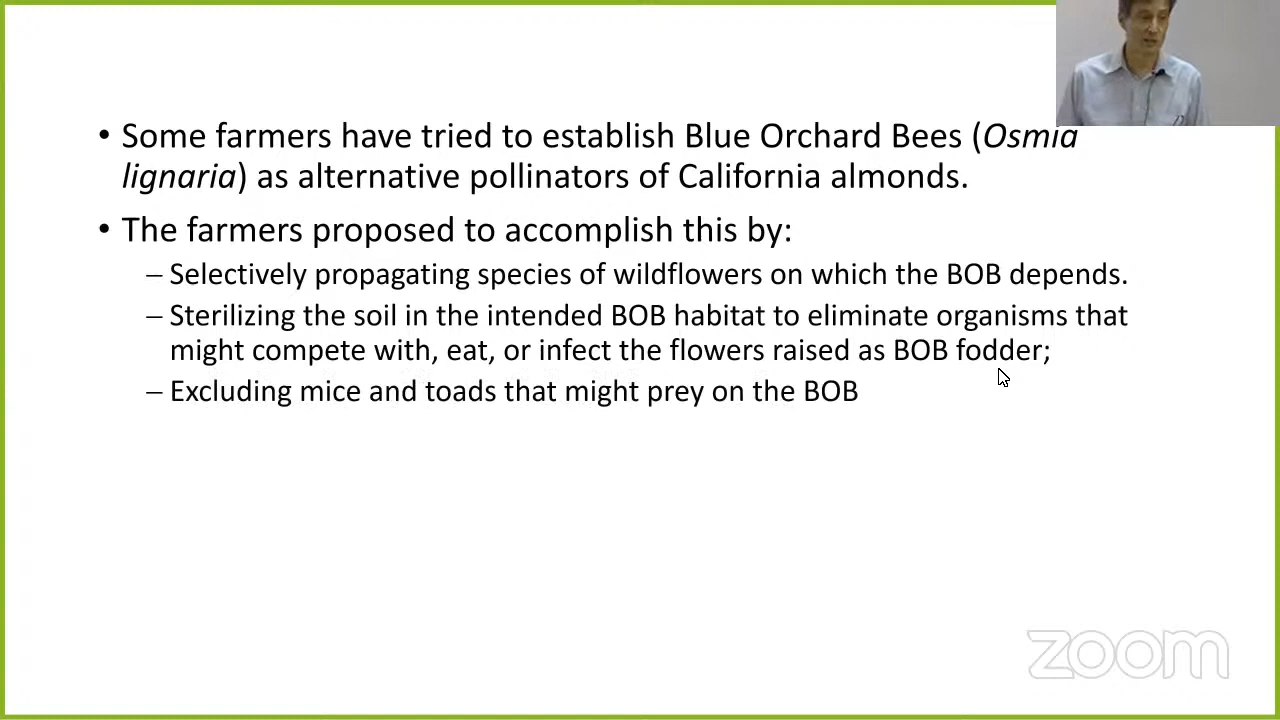 • Some farmers have tried to establish Blue Orchard Bees (Osmia
lignaria) as alternative pollinators of California almonds.
• The farmers proposed to accomplish this by:
– Selectively propagating species of wildflowers on which the BOB depends.
– Sterilizing the soil in the intended BOB habitat to eliminate organisms that
might compete with, eat, or infect the flowers raised as BOB fodder;
– Excluding mice and toads that might prey on the BOB
zoom